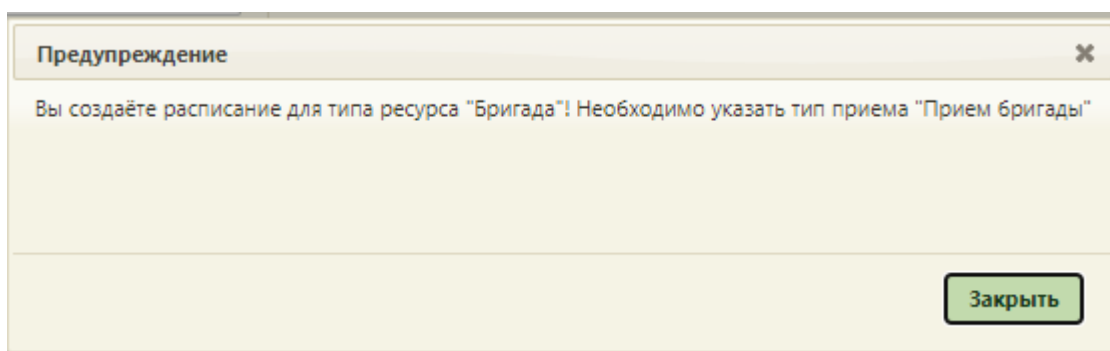 Предупреждение
Вы создаёте расписание для типа ресурса "Бригада"! Необходимо указать тип приема "Прием бригады"
Закрыть